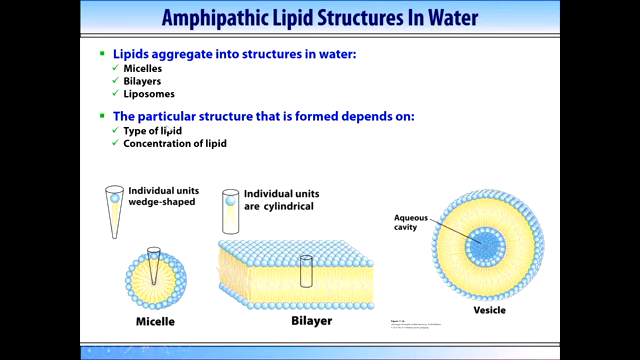 Amphipathic Lipid Structures In Water
Lipids aggregate into structures in water:
Micelles
Bilayers
Liposomes
The particular structure that is formed depends on:
Type of lipid
Concentration of lipid
Individual units
wedge-shaped
Individual units
are cylindrical
Aqueous
cavity
Micelle
Bilayer
Vesicle